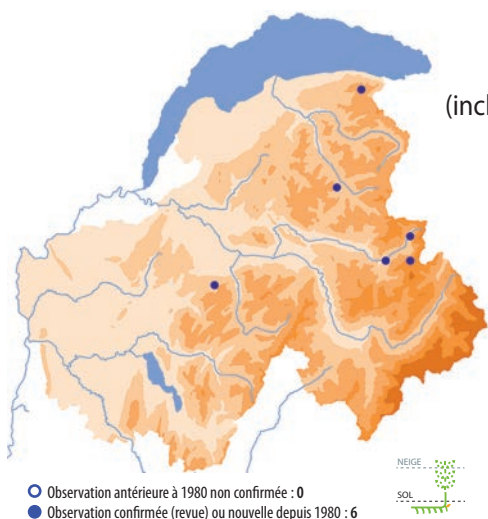 (incl
NEIGE
SOL
Observation antérieure à 1980 non confirmée : 0
Observation confirmée (revue) ou nouvelle depuis 1980 : 6